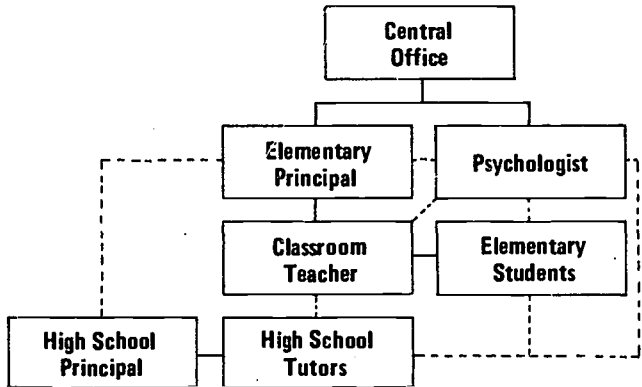 Central
Office
Elementary
Principal
Psychologist
Classroom
Teacher
Elementary
Students
High School
Principal
High School
Tutors